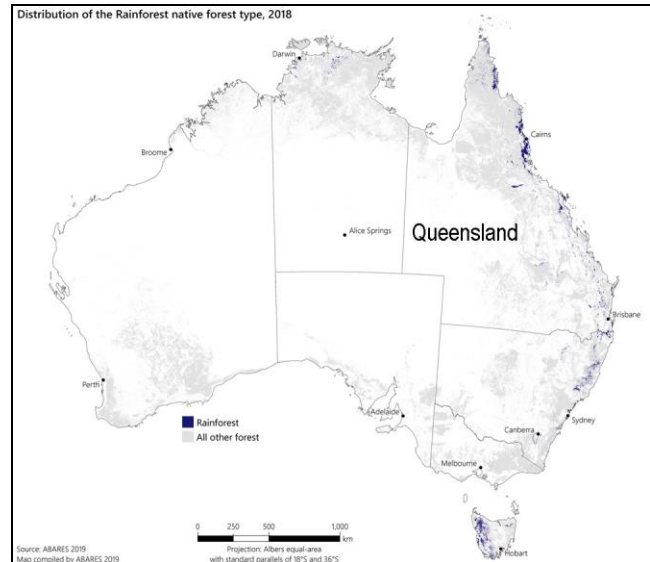 Distribution of the Rainforest native forest type, 2018
Darwin
Cairns
Broome
Alice Springs
Queensland
Brisbane
Perth
Rainforest
All other forest
Adelaide
Sydney
Canberra
Melbourne
0 250 500 750 1,000
km
Source: ABARES 2019
Map compiled by ABARES 2019
Projection: Albers equal-area
with standard parallels of 18°S and 36°S
Hobart